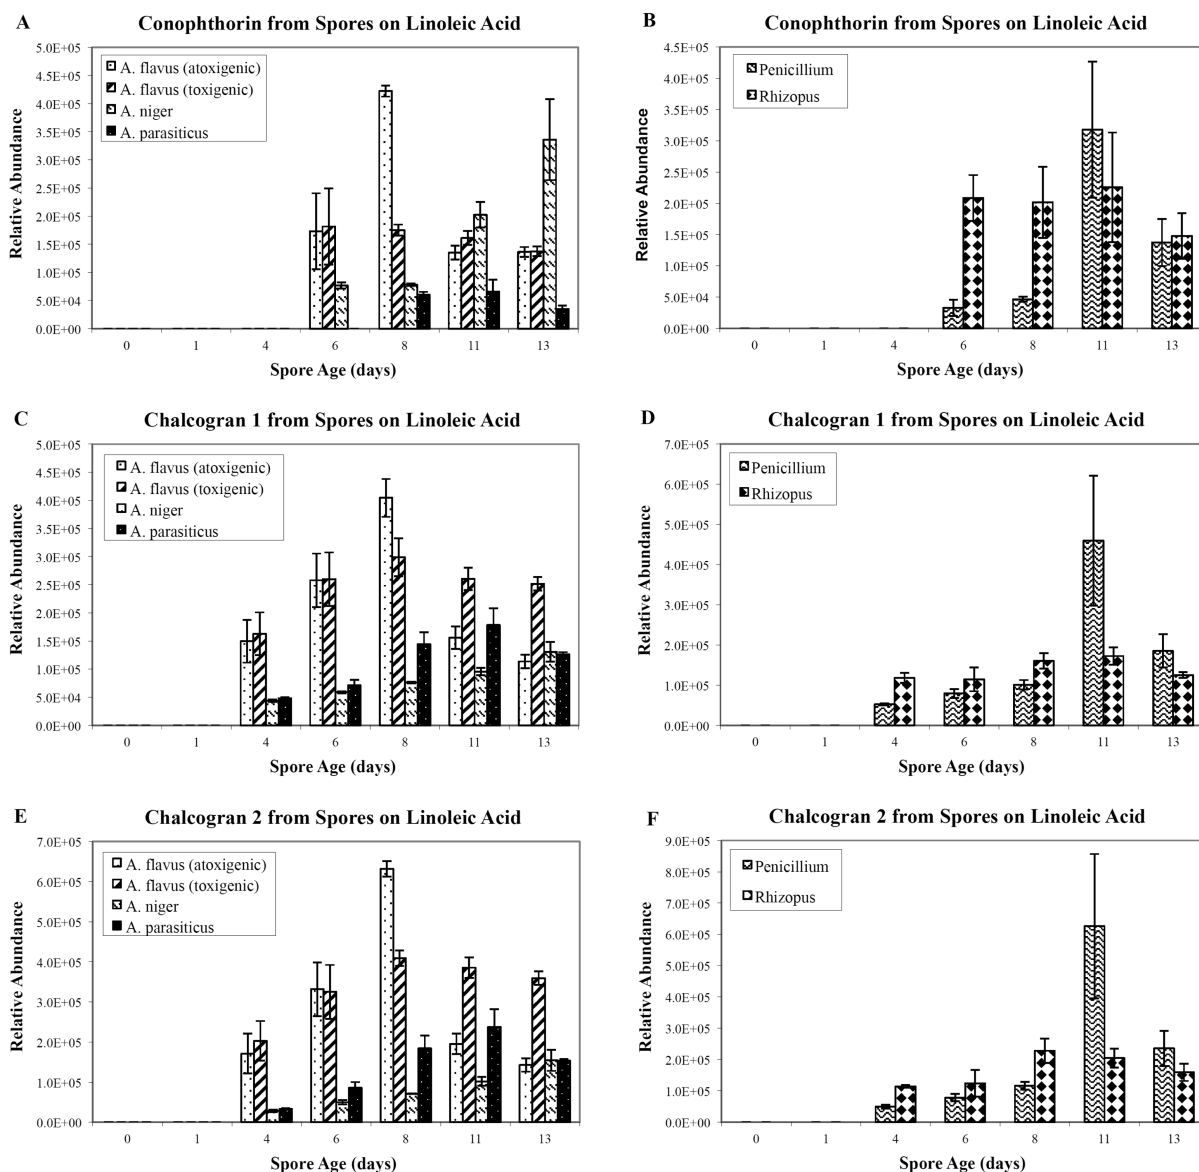 A Conophthorin from Spores on Linoleic Acid
5.0E+05
4.5E+05
4.0E+05
3.5E+05
3.0E+05
2.5E+05
2.0E+05
1.5E+05
1.0E+05
5.0E+04
0.0E+00
Relative Abundance
A. flavus (atoxigenic)
A. flavus (toxigenic)
A. niger
A. parasiticus
0 1 4 6 8 11 13
Spore Age (days)
B Conophthorin from Spores on Linoleic Acid
4.5E+05
4.0E+05
3.5E+05
3.0E+05
2.5E+05
2.0E+05
1.5E+05
1.0E+05
5.0E+04
0.0E+00
Relative Abundance
Penicillium
Rhizopus
0 1 4 6 8 11 13
Spore Age (days)
C Chalcogran 1 from Spores on Linoleic Acid
5.0E+05
4.5E+05
4.0E+05
3.5E+05
3.0E+05
2.5E+05
2.0E+05
1.5E+05
1.0E+05
5.0E+04
0.0E+00
Relative Abundance
A. flavus (atoxigenic)
A. flavus (toxigenic)
A. niger
A. parasiticus
0 1 4 6 8 11 13
Spore Age (days)
D Chalcogran 1 from Spores on Linoleic Acid
7.0E+05
6.0E+05
5.0E+05
4.0E+05
3.0E+05
2.0E+05
1.0E+05
0.0E+00
Relative Abundance
Penicillium
Rhizopus
0 1 4 6 8 11 13
Spore Age (days)
E Chalcogran 2 from Spores on Linoleic Acid
7.0E+05
6.0E+05
5.0E+05
4.0E+05
3.0E+05
2.0E+05
1.0E+05
0.0E+00
Relative Abundance
A. flavus (atoxigenic)
A. flavus (toxigenic)
A. niger
A. parasiticus
0 1 4 6 8 11 13
Spore Age (days)
F Chalcogran 2 from Spores on Linoleic Acid
9.0E+05
8.0E+05
7.0E+05
6.0E+05
5.0E+05
4.0E+05
3.0E+05
2.0E+05
1.0E+05
0.0E+00
Relative Abundance
Penicillium
Rhizopus
0 1 4 6 8 11 13
Spore Age (days)